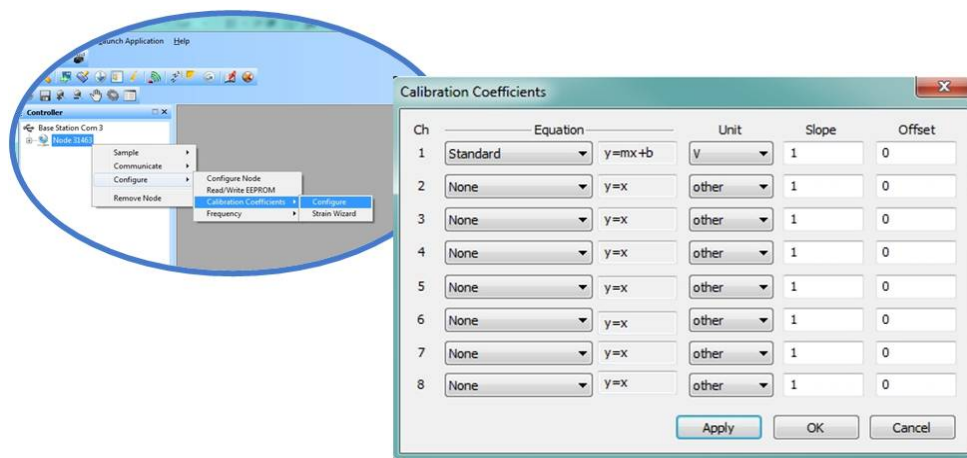 Launch Application Help
Controller
Base Station Com 3
Node 31463
Sample
Communicate
Configure
Remove Node
Configure Node
Read/Write EEPROM
Calibration Coefficients
Frequency
Configure
Strain Wizard
Calibration Coefficients
Ch Equation Unit Slope Offset
1 Standard y=mx+b V 1 0
2 None y=x other 1 0
3 None y=x other 1 0
4 None y=x other 1 0
5 None y=x other 1 0
6 None y=x other 1 0
7 None y=x other 1 0
8 None y=x other 1 0
Apply OK Cancel